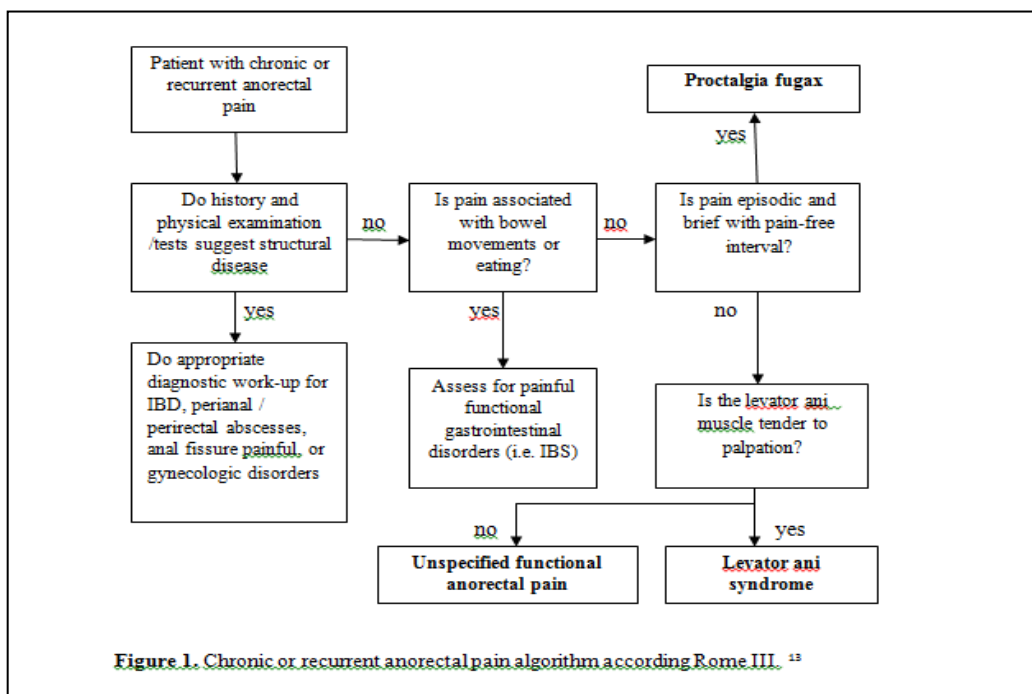 Patient with chronic or
recurrent anorectal
pain
Proctalgia fugax
yes
Do history and
physical examination
/tests suggest structural
disease
no
Is pain associated
with bowel
movements or
eating?
no
Is pain episodic and
brief with pain-free
interval?
yes
yes
no
Do appropriate
diagnostic work-up for
IBD, perianal /
perirectal abscesses,
anal fissure painful, or
gynecologic disorders
Assess for painful
functional
gastrointestinal
disorders (i.e. IBS)
Is the levator ani
muscle tender to
palpation?
no
yes
Unspecified functional
anorectal pain
Levator ani
syndrome
Figure 1. Chronic or recurrent anorectal pain algorithm according Rome III. 13